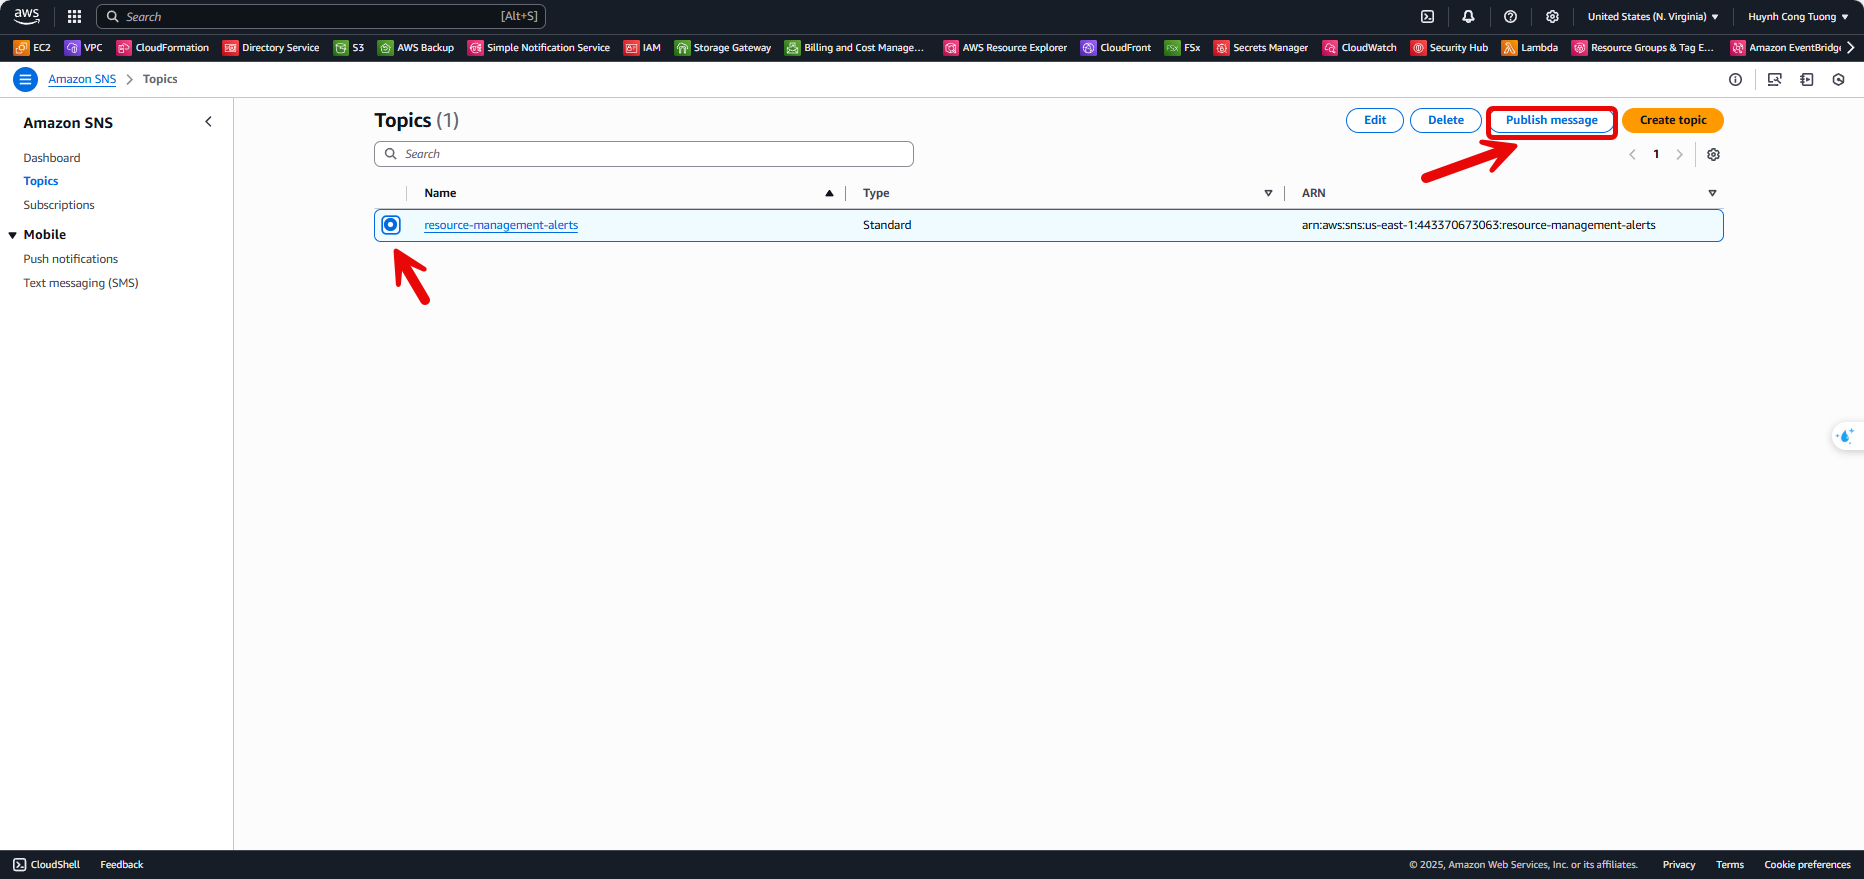 aws Search [Alt+S] United States (N. Virginia) Huynh Cong Tuong
EC2 VPC CloudFormation Directory Service S3 AWS Backup Simple Notification Service IAM Storage Gateway Billing and Cost Manage... AWS Resource Explorer CloudFront FSx FSx Secrets Manager CloudWatch Security Hub Lambda Resource Groups & Tag E... Amazon EventBridge
Amazon SNS > Topics
Amazon SNS
Dashboard
Topics
Subscriptions
Mobile
Push notifications
Text messaging (SMS)
Topics (1)
Edit Delete Publish message Create topic
Search
1
Name Type ARN
resource-management-alerts Standard arn:aws:sns:us-east-1:443370673063:resource-management-alerts
CloudShell Feedback © 2025, Amazon Web Services, Inc. or its affiliates. Privacy Terms Cookie preferences